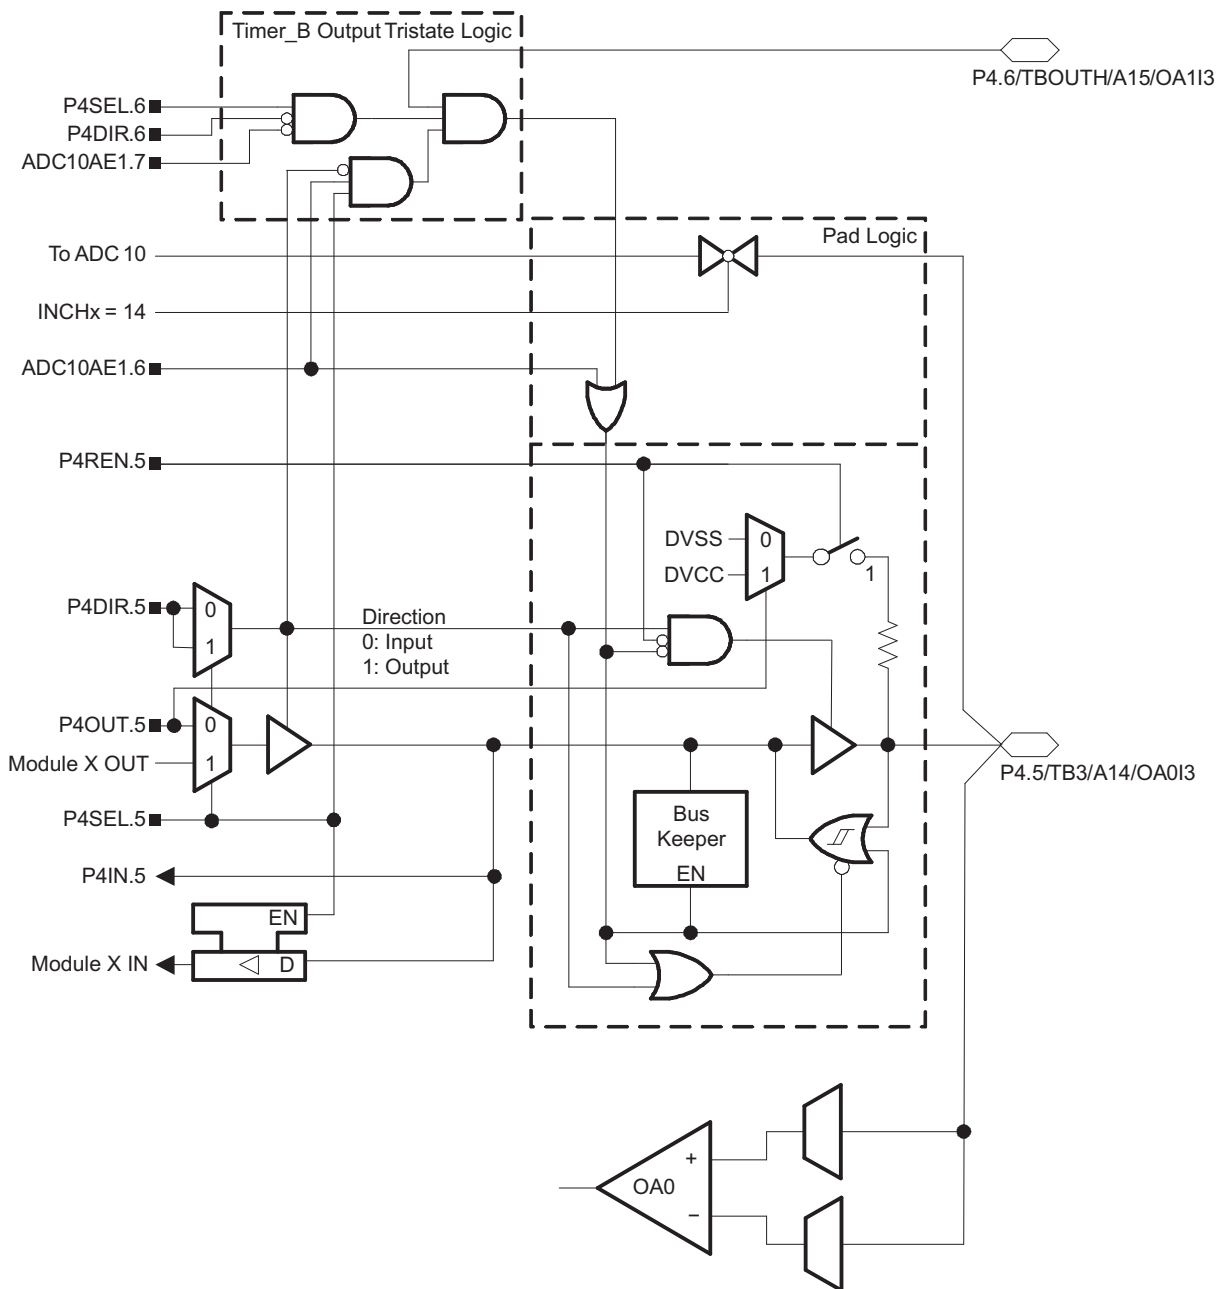 Timer_B Output Tristate Logic
P4.6/TBOUTH/A15/OA1I3
P4SEL.6
P4DIR.6
ADC10AE1.7
Pad Logic
To ADC 10
INCHx = 14
ADC10AE1.6
P4REN.5
DVSS
0
DVCC
1
1
P4DIR.5
0
1
Direction
0: Input
1: Output
P4OUT.5
0
Module X OUT
1
P4.5/TB3/A14/OA0I3
P4SEL.5
Bus
Keeper
EN
P4IN.5
EN
Module X IN
D
+
OA0
−